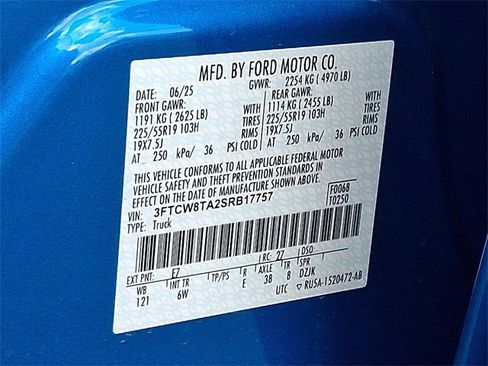 MFD. BY FORD MOTOR CO.
DATE: 06/25 GVWR: 2254 KG ( 4970 LB)
FRONT GAWR: REAR GAWR:
1191 KG ( 2625 LB) WITH 1114 KG ( 2455 LB) WITH
225/55R19 103H TIRES 225/55R19 103H TIRES
19X7.5J RIMS 19X7.5J RIMS
AT 250 kPa/ 36 PSI COLD AT 250 kPa/ 36 PSI COLD
THIS VEHICLE CONFORMS TO ALL APPLICABLE FEDERAL MOTOR
VEHICLE SAFETY AND THEFT PREVENTION STANDARDS IN
EFFECT ON THE DATE OF MANUFACTURE SHOWN ABOVE.
VIN: 3FTCW8TA2SRB17757 F0068
TYPE: Truck T0250
EXT PNT: E7 RC: 27 DSO:
WB INT TR TP/PS R AXLE TR SPR
121 6W E 38 8 DZJK
UTC RU5A-1520472-AB